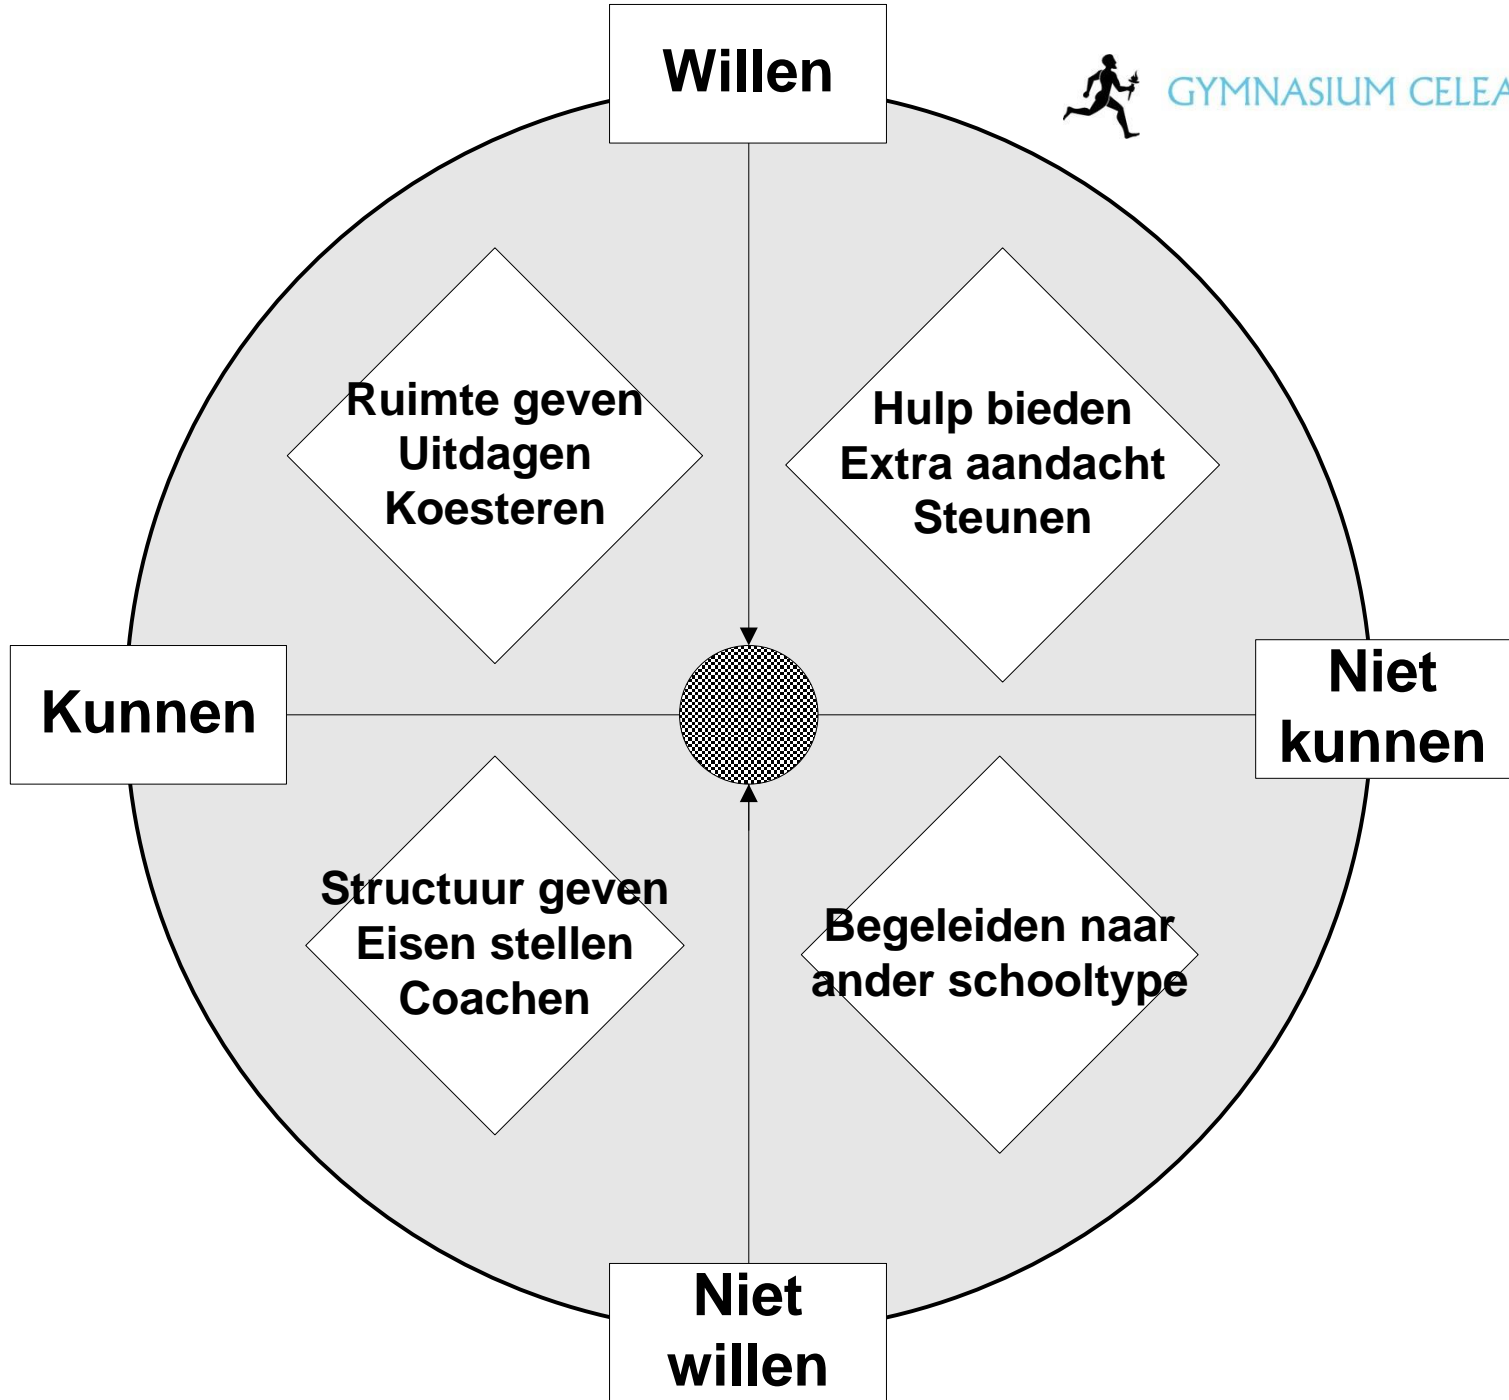 Willen
GYMNASIUM CELEA
Ruimte geven
Uitdagen
Koesteren
Hulp bieden
Extra aandacht
Steunen
Kunnen
Niet
kunnen
Structuur geven
Eisen stellen
Coachen
Begeleiden naar
ander schooltype
Niet
willen